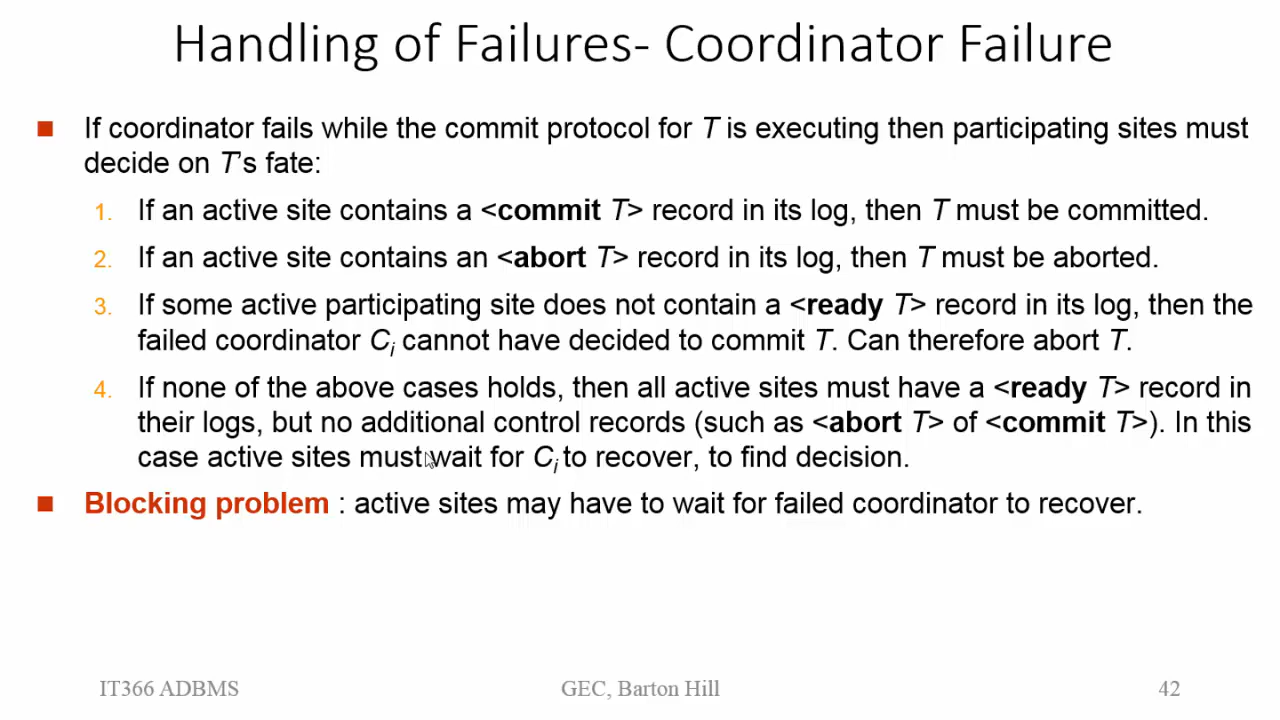 Handling of Failures- Coordinator Failure
■ If coordinator fails while the commit protocol for T is executing then participating sites must
decide on T's fate:
1. If an active site contains a <commit T> record in its log, then T must be committed.
2. If an active site contains an <abort T> record in its log, then T must be aborted.
3. If some active participating site does not contain a <ready T> record in its log, then the
failed coordinator Ci cannot have decided to commit T. Can therefore abort T.
4. If none of the above cases holds, then all active sites must have a <ready T> record in
their logs, but no additional control records (such as <abort T> of <commit T>). In this
case active sites must wait for Ci to recover, to find decision.
■ Blocking problem : active sites may have to wait for failed coordinator to recover.
IT366 ADBMS
GEC, Barton Hill
42